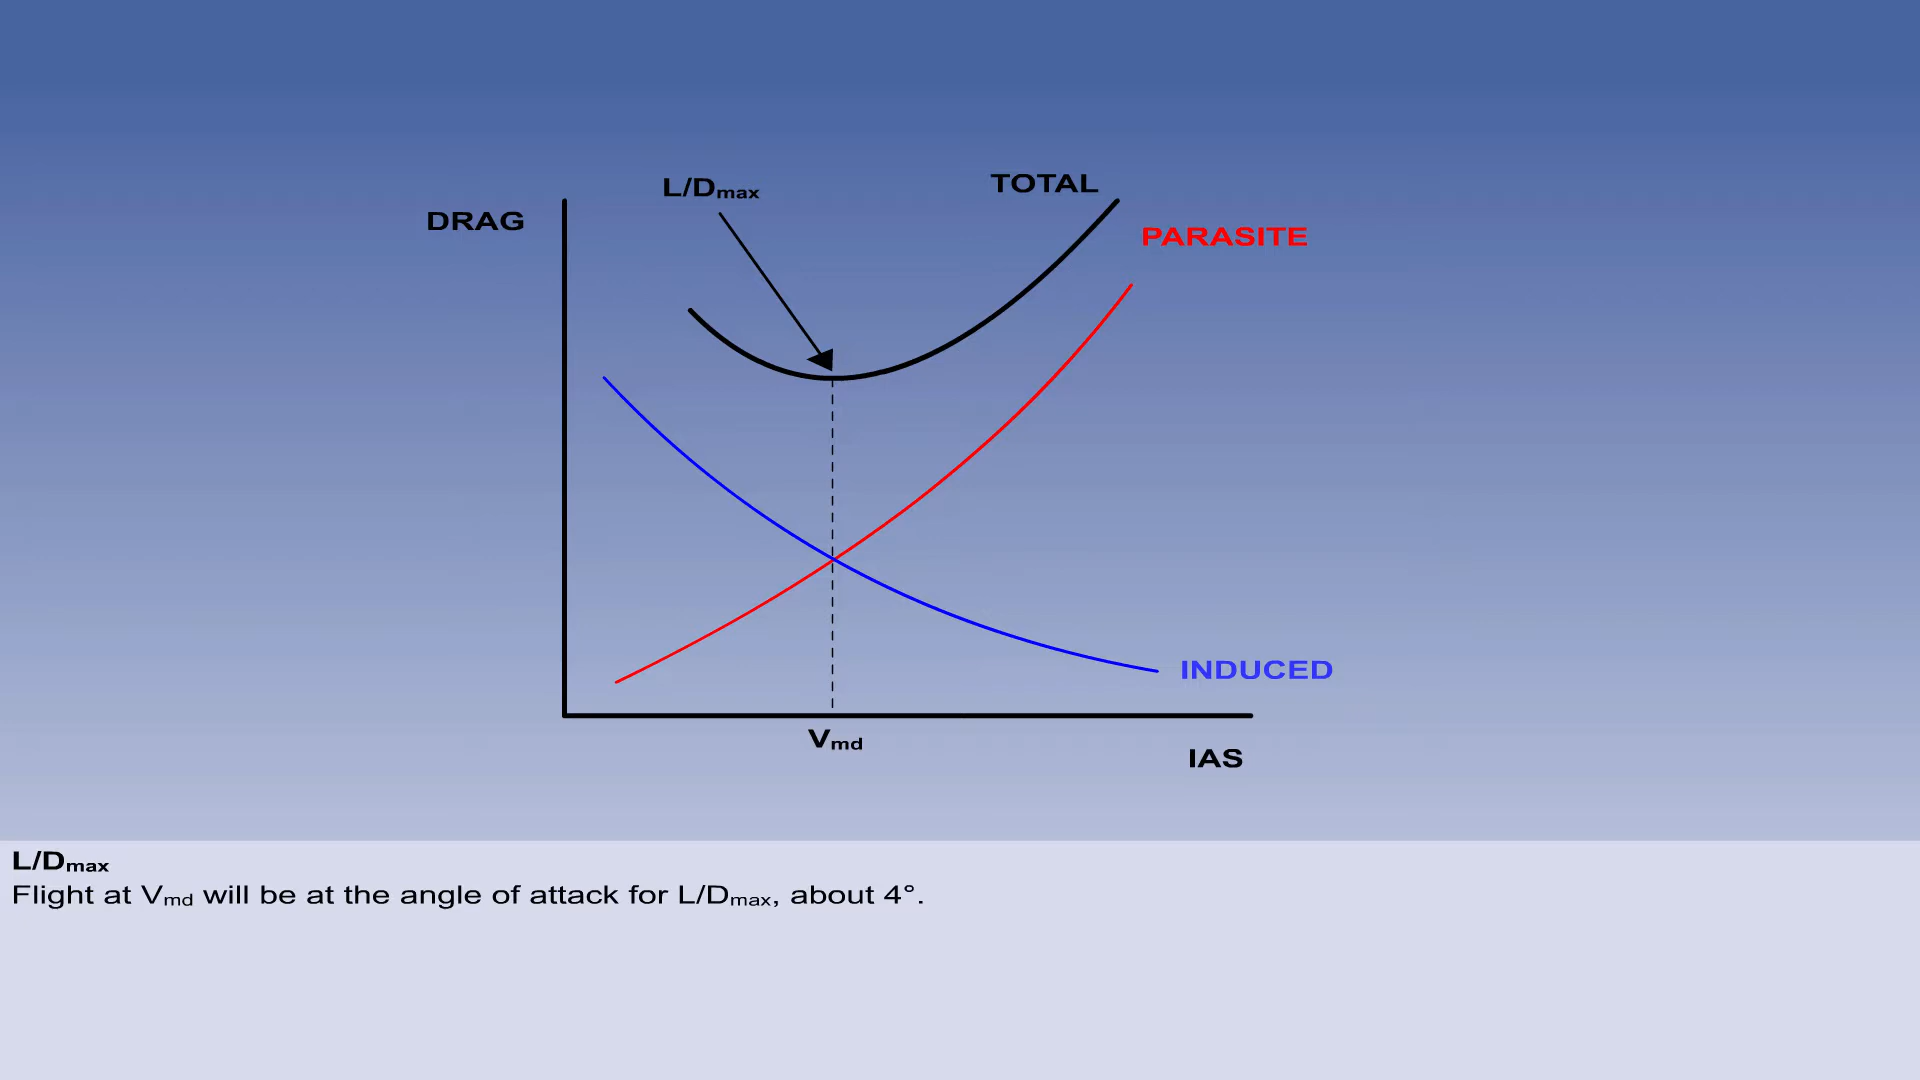 L/Dmax
TOTAL
DRAG
PARASITE
INDUCED
Vmd
IAS
L/Dmax
Flight at Vmd will be at the angle of attack for L/Dmax, about 4°.